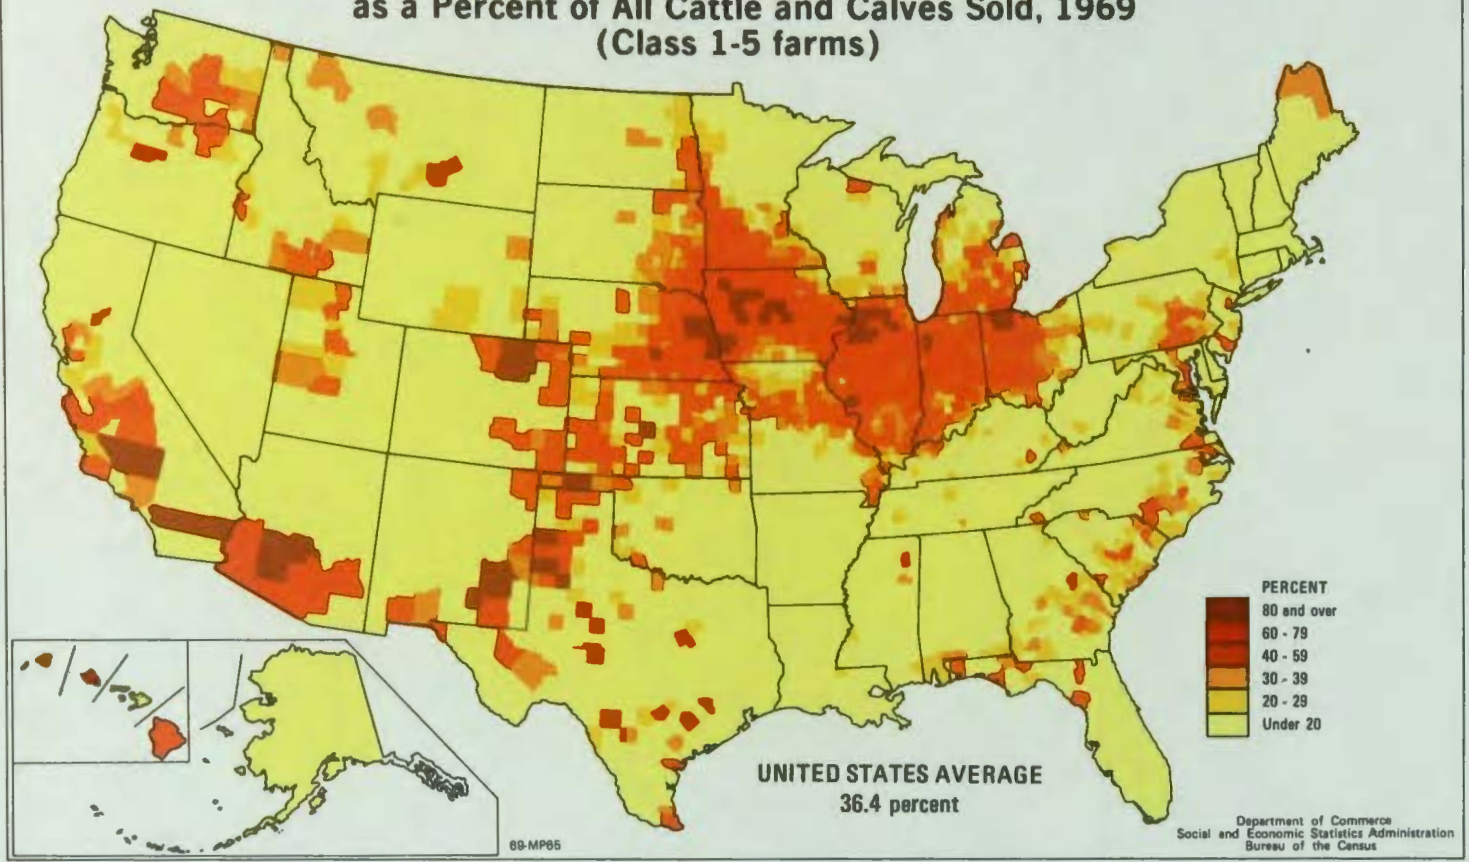 as a Percent of All Cattle and Calves Sold, 1969
(Class 1-5 farms)
PERCENT
80 and over
60 - 79
40 - 59
30 - 39
20 - 29
Under 20
UNITED STATES AVERAGE
36.4 percent
69-MP65
Department of Commerce
Social and Economic Statistics Administration
Bureau of the Census